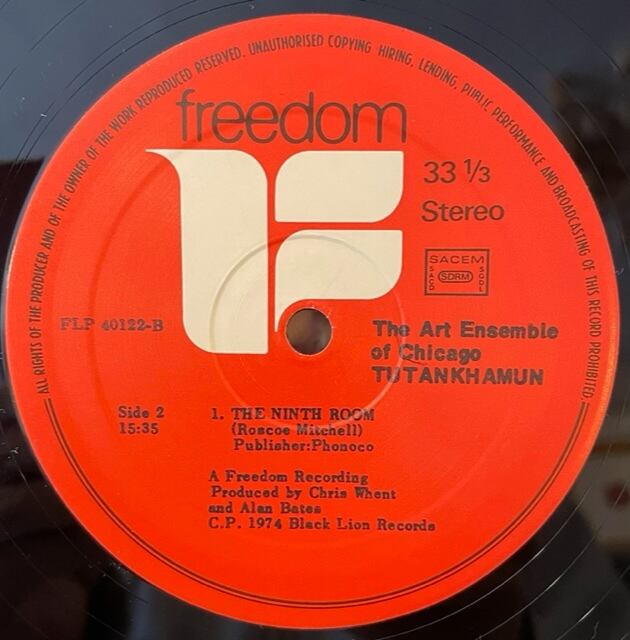 ALL RIGHTS OF THE PRODUCER AND OF THE OWNER OF THE WORK REPRODUCED RESERVED. UNAUTHORISED COPYING HIRING, LENDING, PUBLIC PERFORMANCE AND BROADCASTING OF THIS RECORD PROHIBITED.
freedom
33 1/3
Stereo
SACEM
SACD SDRM SGDL
FLP 40122-B
The Art Ensemble
of Chicago
TUTANKHAMUN
Side 2
15:35
1. THE NINTH ROOM
(Roscoe Mitchell)
Publisher:Phonoco
A Freedom Recording
Produced by Chris Whent
and Alan Bates
C.P. 1974 Black Lion Records